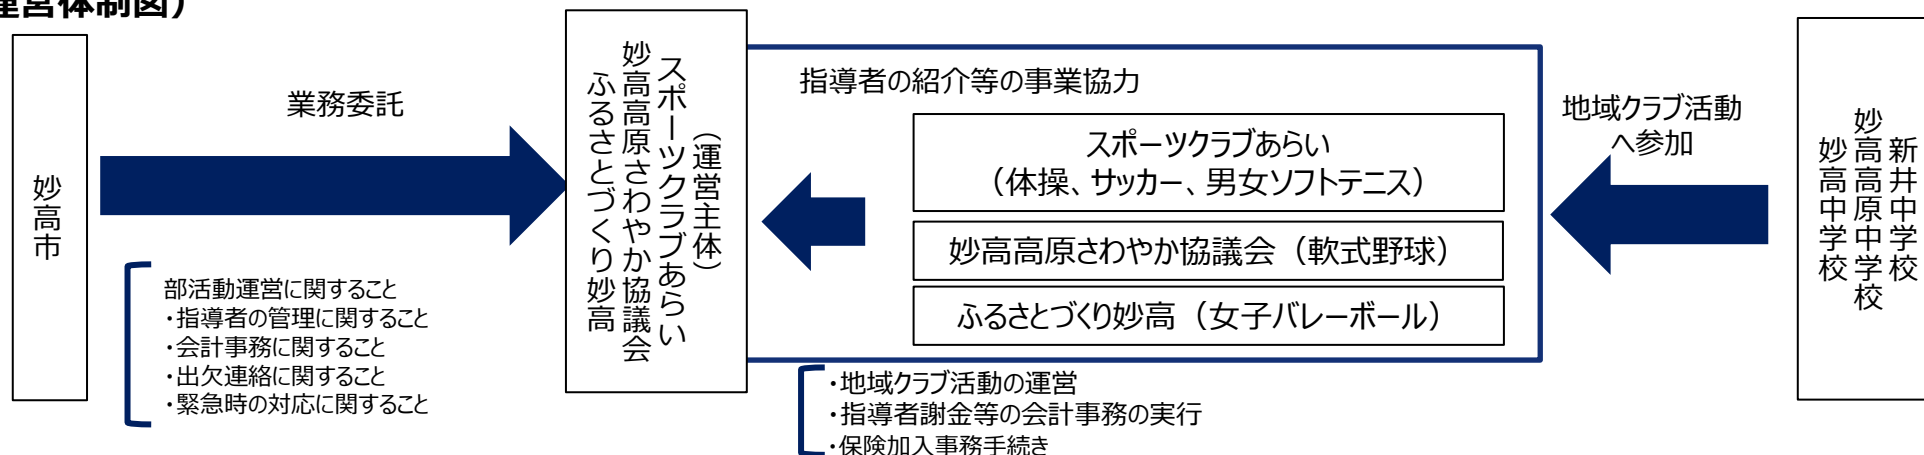 運営体制図）
妙高市
業務委託
部活動運営に関すること
・指導者の管理に関すること
・会計事務に関すること
・出欠連絡に関すること
・緊急時の対応に関すること
（運営主体）
スポーツクラブあらい
妙高高原さわやか協議会
ふるさとづくり妙高
指導者の紹介等の事業協力
スポーツクラブあらい
（体操、サッカー、男女ソフトテニス）
妙高高原さわやか協議会（軟式野球）
ふるさとづくり妙高（女子バレーボール）
・地域クラブ活動の運営
・指導者謝金等の会計事務の実行
・保険加入事務手続き
地域クラブ活動
へ参加
新井中学校
妙高高原中学校
妙高中学校